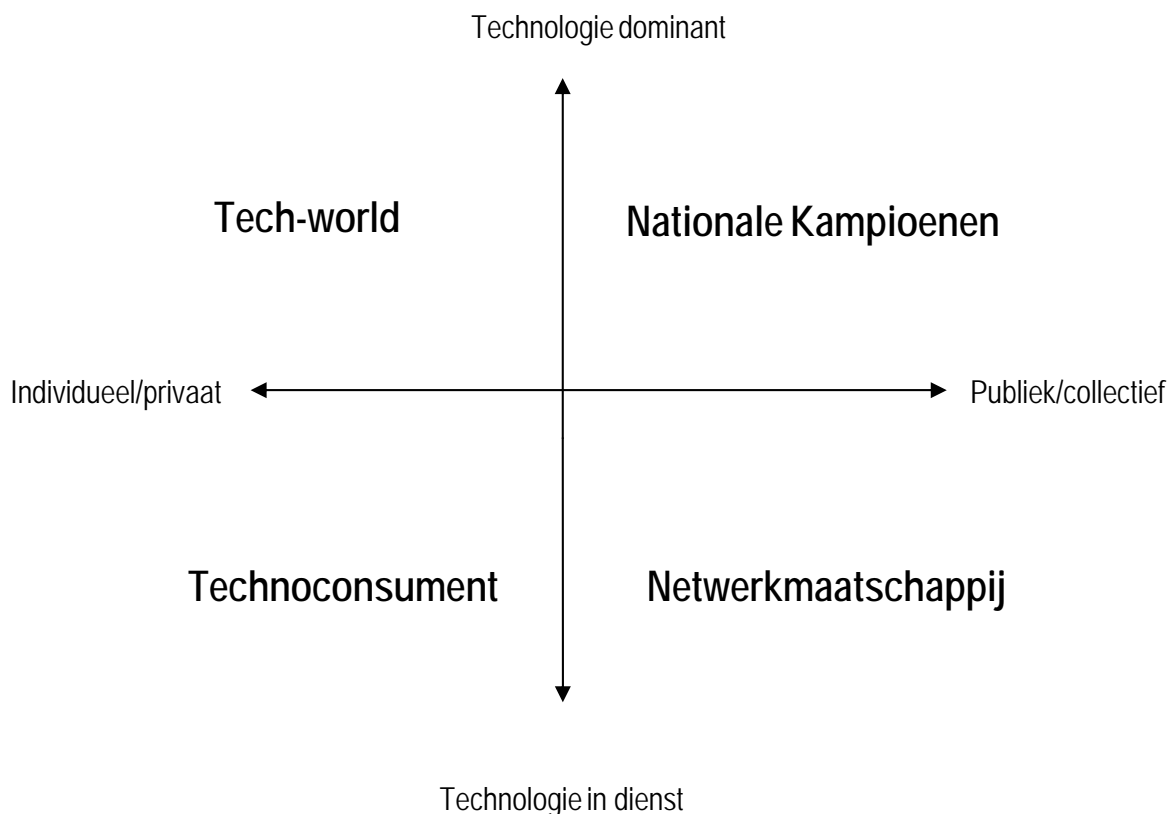 Technologie dominant
Tech-world
Nationale Kampioenen
Individueel/privaat
Publiek/collectief
Technoconsument
Netwerkmaatschappij
Technologie in dienst